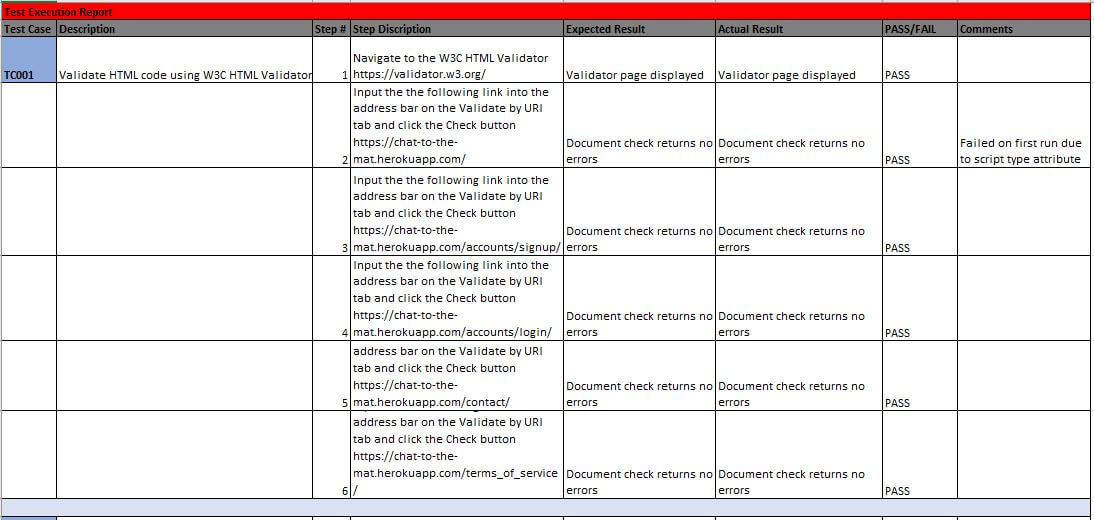 Test Execution Report
Test Case Description Step # Step Discription Expected Result Actual Result PASS/FAIL Comments
TC001 Validate HTML code using W3C HTML Validator 1
Navigate to the W3C HTML Validator
https://validator.w3.org/
Validator page displayed
Validator page displayed
PASS
2
Input the the following link into the
address bar on the Validate by URI
tab and click the Check button
https://chat-to-the-
mat.herokuapp.com/
Document check returns no
errors
Document check returns no
errors
PASS
Failed on first run due
to script type attribute
3
Input the the following link into the
address bar on the Validate by URI
tab and click the Check button
https://chat-to-the-
mat.herokuapp.com/accounts/signup/
Document check returns no
errors
Document check returns no
errors
PASS
4
Input the the following link into the
address bar on the Validate by URI
tab and click the Check button
https://chat-to-the-
mat.herokuapp.com/accounts/login/
Document check returns no
errors
Document check returns no
errors
PASS
5
address bar on the Validate by URI
tab and click the Check button
https://chat-to-the-
mat.herokuapp.com/contact/
Document check returns no
errors
Document check returns no
errors
PASS
6
address bar on the Validate by URI
tab and click the Check button
https://chat-to-the-
mat.herokuapp.com/terms_of_service
/
Document check returns no
errors
Document check returns no
errors
PASS